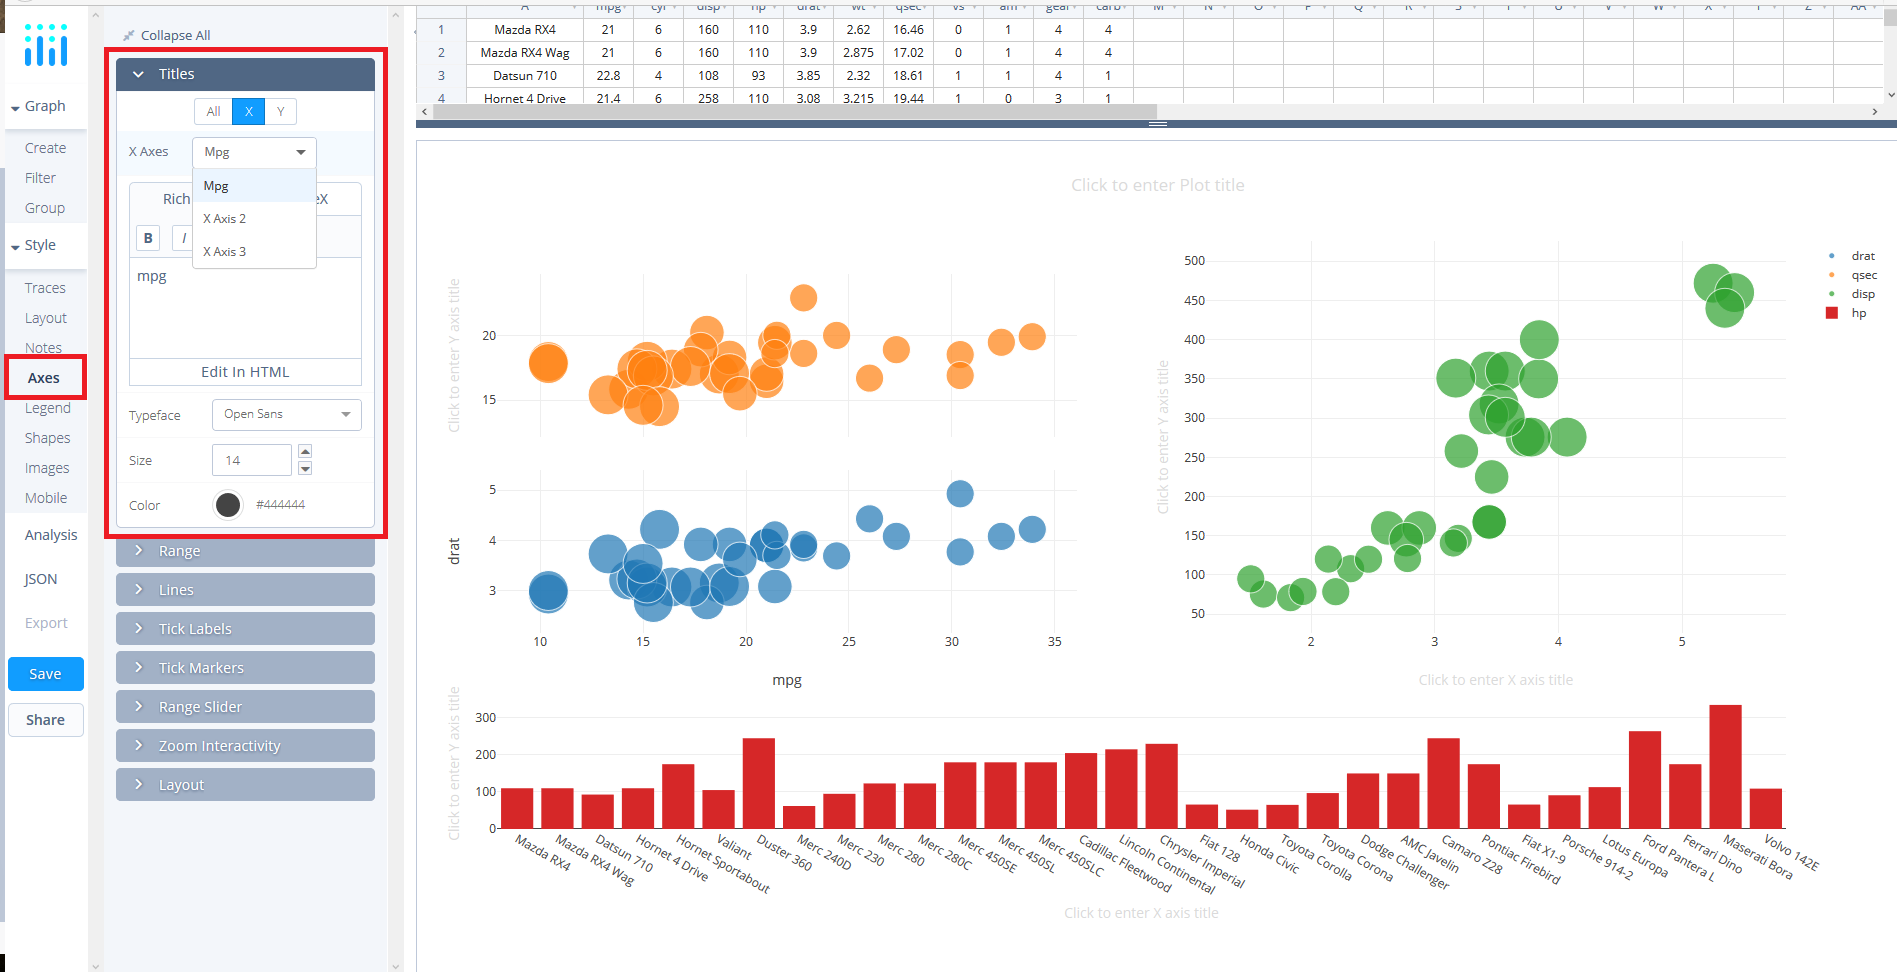 A mpg cyl disp hp drat wt qsec vs am gear carb M N O P Q R S T U V W X Y Z AA
1 Mazda RX4 21 6 160 110 3.9 2.62 16.46 0 1 4 4
2 Mazda RX4 Wag 21 6 160 110 3.9 2.875 17.02 0 1 4 4
3 Datsun 710 22.8 4 108 93 3.85 2.32 18.61 1 1 4 1
4 Hornet 4 Drive 21.4 6 258 110 3.08 3.215 19.44 1 0 3 1
Graph
Create
Filter
Group
Style
Traces
Layout
Notes
Axes
Legend
Shapes
Images
Mobile
Analysis
JSON
Export
Save
Share
Collapse All
Titles
All X Y
X Axes Mpg
Mpg
X Axis 2
X Axis 3
Rich eX
B I
mpg
Edit In HTML
Typeface Open Sans
Size 14
Color #444444
Range
Lines
Tick Labels
Tick Markers
Range Slider
Zoom Interactivity
Layout
Click to enter Plot title
Click to enter Y axis title
20
15
drat
5
4
3
10 15 20 25 30 35
mpg
Click to enter Y axis title
500
450
400
350
300
250
200
150
100
50
2 3 4 5
Click to enter X axis title
drat
qsec
disp
hp
Click to enter Y axis title
300
200
100
0
Mazda RX4
Mazda RX4 Wag
Datsun 710
Hornet 4 Drive
Hornet Sportabout
Valiant
Duster 360
Merc 240D
Merc 230
Merc 280
Merc 280C
Merc 450SE
Merc 450SL
Merc 450SLC
Cadillac Fleetwood
Lincoln Continental
Chrysler Imperial
Fiat 128
Honda Civic
Toyota Corolla
Toyota Corona
Dodge Challenger
AMC Javelin
Camaro Z28
Pontiac Firebird
Fiat X1-9
Porsche 914-2
Lotus Europa
Ford Pantera L
Ferrari Dino
Maserati Bora
Volvo 142E
Click to enter X axis title